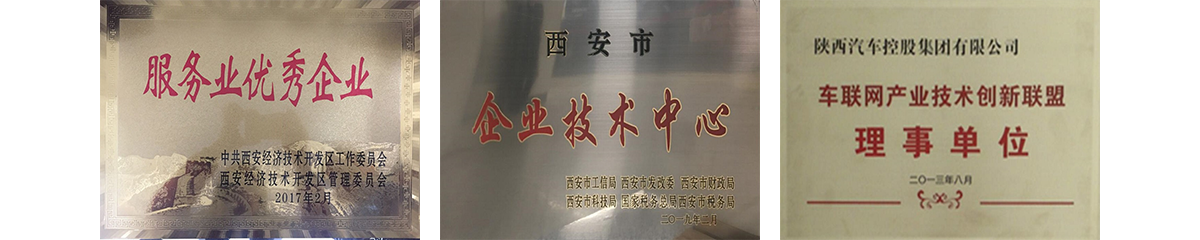 服务业优秀企业
中共西安经济技术开发区工作委员会
西安经济技术开发区管理委员会
2017年2月
西安市
企业技术中心
西安市工信局 西安市发改委 西安市财政局
西安市科技局 国家税务总局西安市税务局
二〇一九年二月
陕西汽车控股集团有限公司
车联网产业技术创新联盟
理事单位
二〇一三年八月